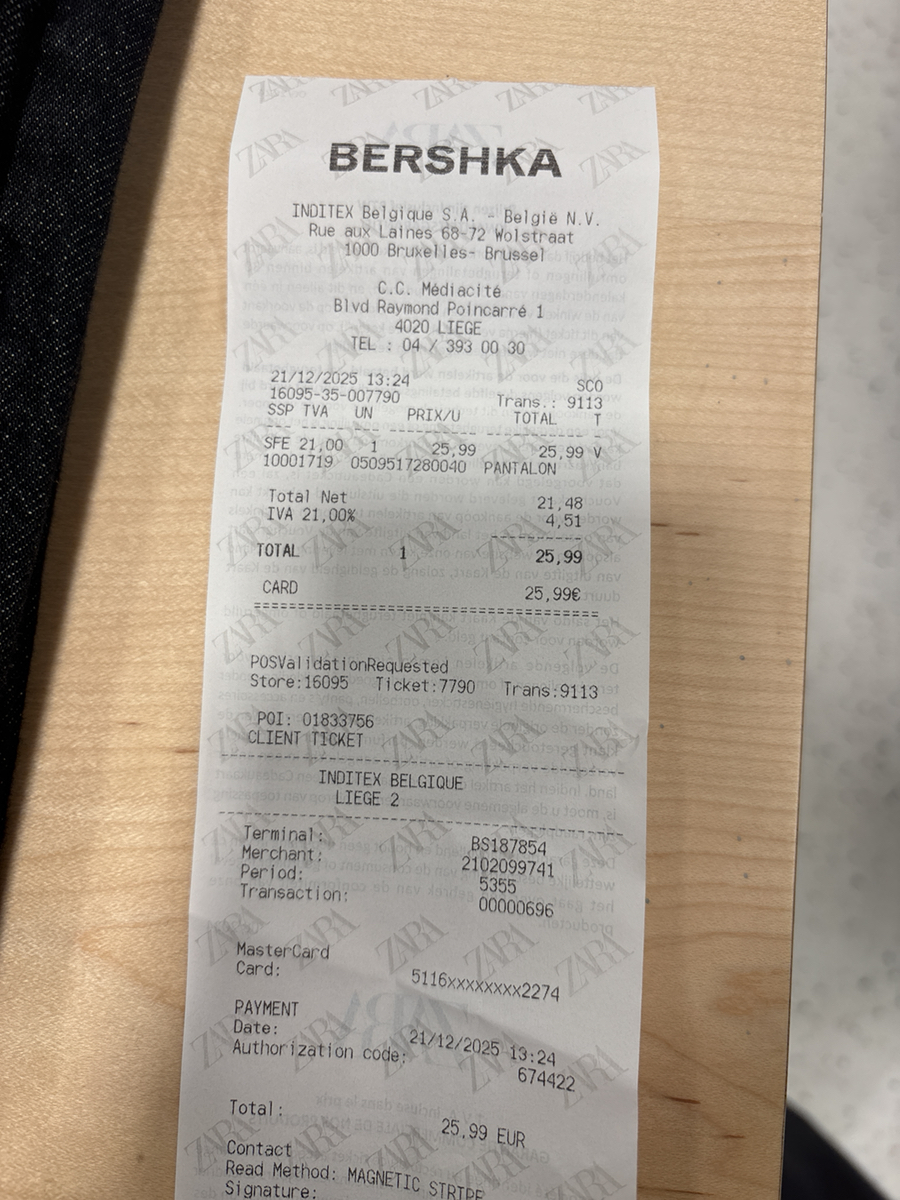 BERSHKA
INDITEX Belgique S.A. - België N.V.
Rue aux Laines 68-72 Wolstraat
1000 Bruxelles- Brussel
C.C. Médiacité
Blvd Raymond Poincarré 1
4020 LIEGE
TEL : 04 / 393 00 30
21/12/2025 13:24 SCO
16095-35-007790 Trans.: 9113
SSP TVA UN PRIX/U TOTAL T
SFE 21,00 1 25,99 25,99 V
10001719 0509517280040 PANTALON
Total Net 21,48
IVA 21,00% 4,51
TOTAL 1 25,99
CARD 25,99€
POSValidationRequested
Store:16095 Ticket:7790 Trans:9113
POI: 01833756
CLIENT TICKET
INDITEX BELGIQUE
LIEGE 2
Terminal: BS187854
Merchant: 2102099741
Period: 5355
Transaction: 00000696
MasterCard
Card: 5116xxxxxxxx2274
PAYMENT
Date: 21/12/2025 13:24
Authorization code: 674422
Total: 25,99 EUR
Contact
Read Method: MAGNETIC STRIPE
Signature:
ZARA